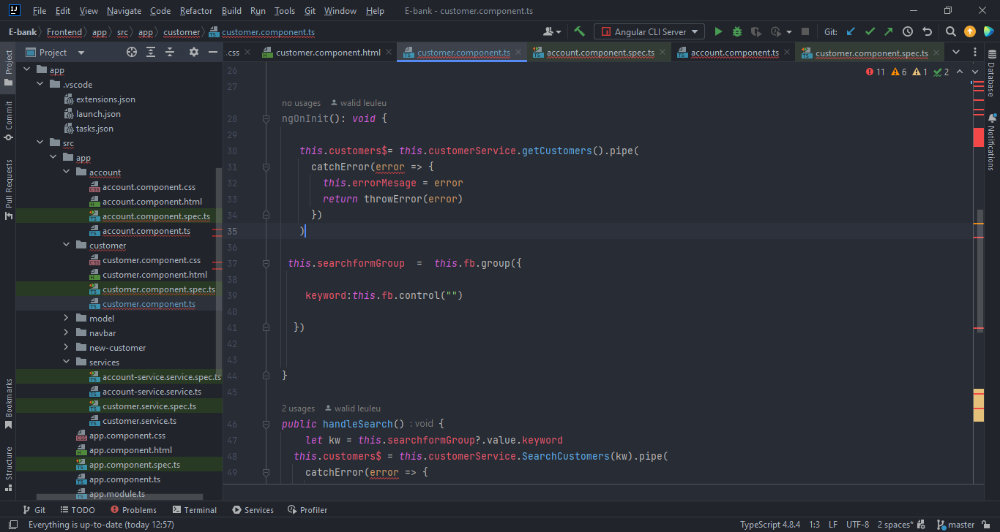 File Edit View Navigate Code Refactor Build Run Tools Git Window Help E-bank - customer.component.ts
E-bank Frontend app src app customer customer.component.ts Angular CLI Server Git:
Project .css customer.component.html customer.component.ts account.component.spec.ts account.component.ts customer.component.spec.ts
Project
Commit
Pull Requests
Bookmarks
Structure
app
.vscode
extensions.json
launch.json
tasks.json
src
app
account
account.component.css
account.component.html
account.component.spec.ts
account.component.ts
customer
customer.component.css
customer.component.html
customer.component.spec.ts
customer.component.ts
model
navbar
new-customer
services
account-service.service.spec.ts
account-service.service.ts
customer.service.spec.ts
customer.service.ts
app.component.css
app.component.html
app.component.spec.ts
app.component.ts
app.module.ts
11 6 1 2
26
27
no usages walid leuleu
28 ngOnInit(): void {
29
30 this.customers$= this.customerService.getCustomers().pipe(
31 catchError(error => {
32 this.errorMesage = error
33 return throwError(error)
34 })
35 )
36
37 this.searchformGroup = this.fb.group({
38
39 keyword:this.fb.control("")
40
41 })
42
43
44 }
45
2 usages walid leuleu
46 public handleSearch() : void {
47 let kw = this.searchformGroup?.value.keyword
48 this.customers$ = this.customerService.SearchCustomers(kw).pipe(
49 catchError(error => {
Database
Notifications
Git TODO Problems Terminal Services Profiler
Everything is up-to-date (today 12:57) TypeScript 4.8.4 1:3 LF UTF-8 2 spaces* master